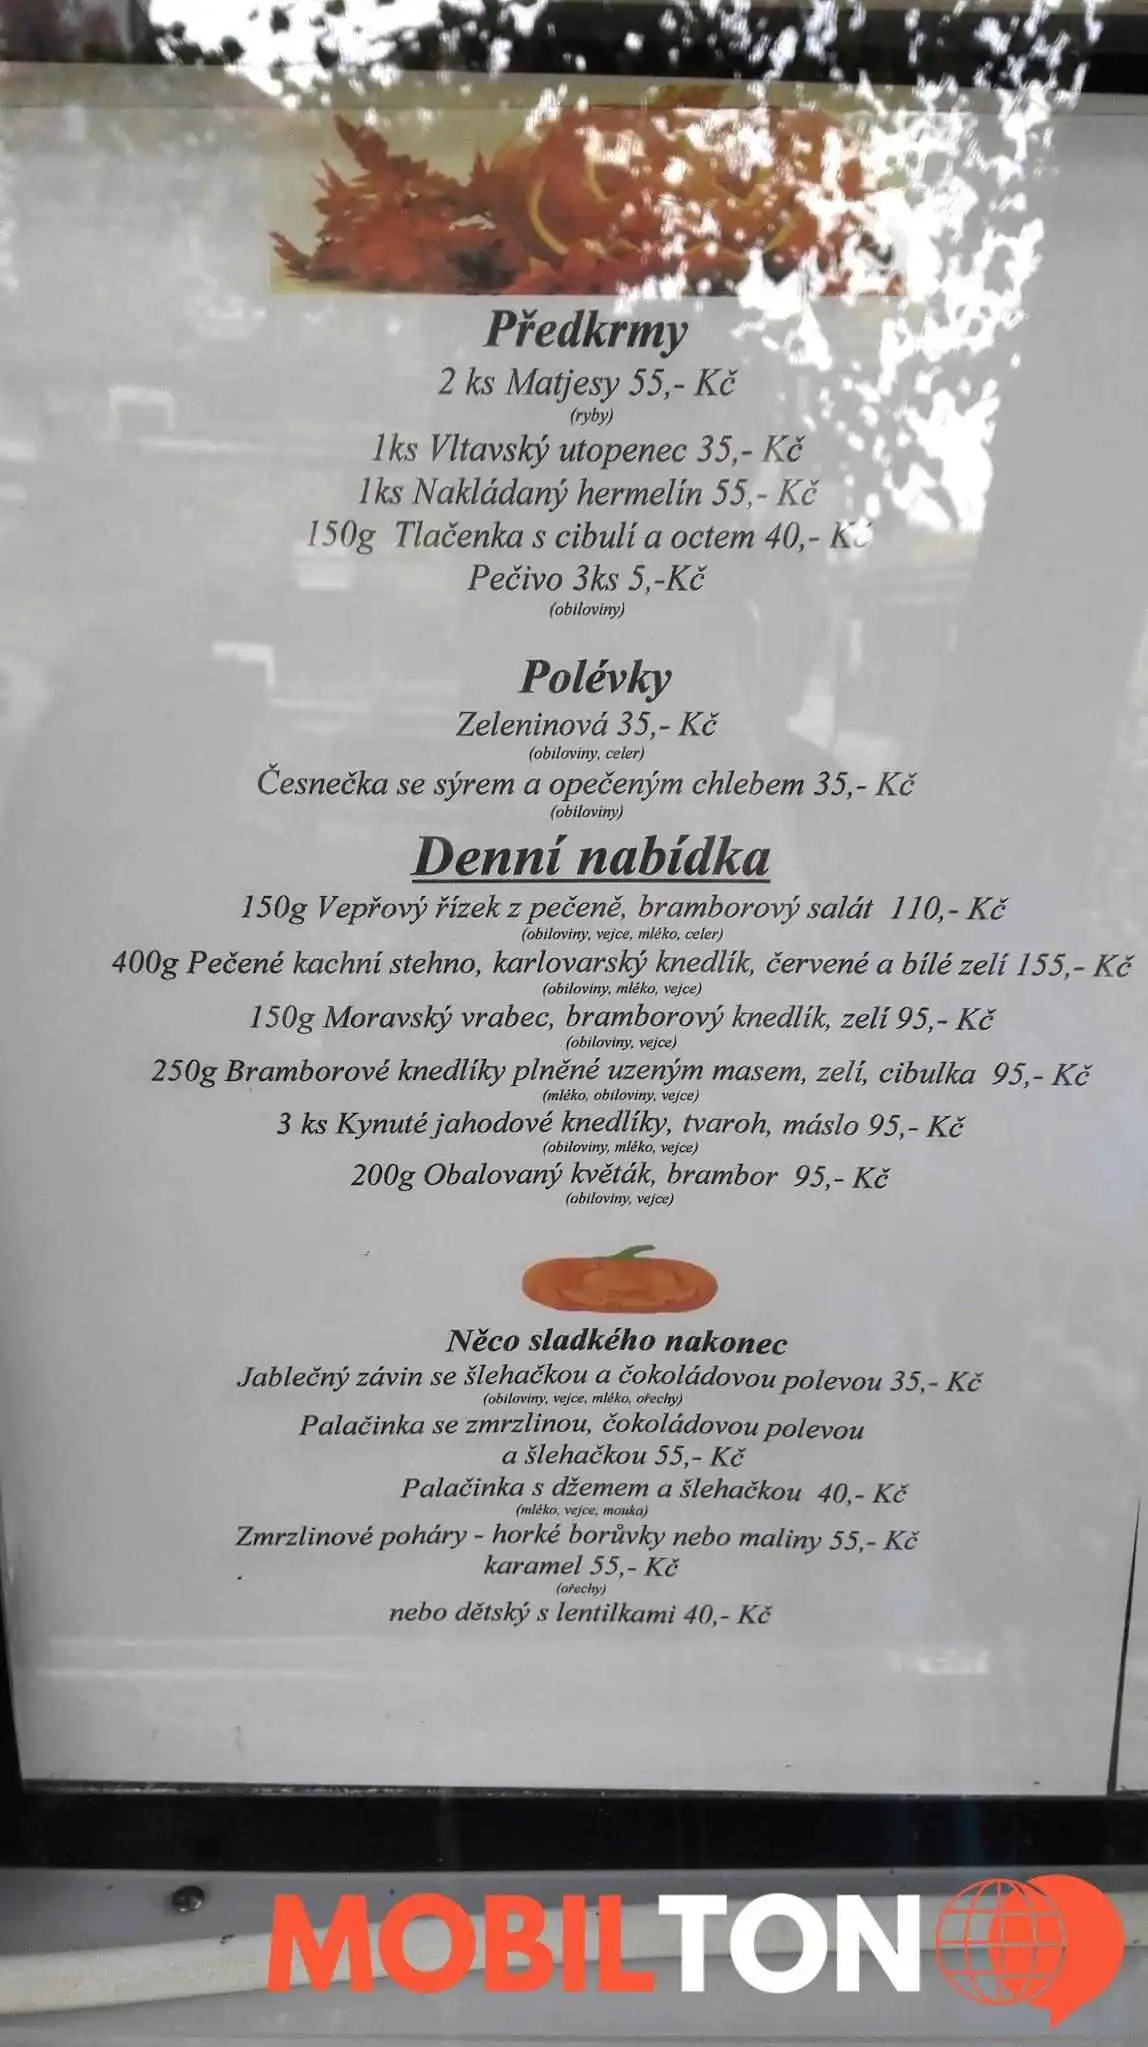 Předkrmy
2 ks Matjesy 55,- Kč
(ryby)
1ks Vltavský utopenec 35,- Kč
1ks Nakládaný hermelín 55,- Kč
150g Tlačenka s cibulí a octem 40,- Kč
Pečivo 3ks 5,-Kč
(obiloviny)
Polévky
Zeleninová 35,- Kč
(obiloviny, celer)
Česnečka se sýrem a opečeným chlebem 35,- Kč
(obiloviny)
Denní nabídka
150g Vepřový řízek z pečeně, bramborový salát 110,- Kč
(obiloviny, vejce, mléko, celer)
400g Pečené kachní stehno, karlovarský knedlík, červené a bílé zelí 155,- Kč
(obiloviny, mléko, vejce)
150g Moravský vrabec, bramborový knedlík, zelí 95,- Kč
(obiloviny, vejce)
250g Bramborové knedlíky plněné uzeným masem, zelí, cibulka 95,- Kč
(mléko, obiloviny, vejce)
3 ks Kynuté jahodové knedlíky, tvaroh, máslo 95,- Kč
(obiloviny, mléko, vejce)
200g Obalovaný květák, brambor 95,- Kč
(obiloviny, vejce)
Něco sladkého nakonec
Jablečný závin se šlehačkou a čokoládovou polevou 35,- Kč
(obiloviny, vejce, mléko, ořechy)
Palačinka se zmrzlinou, čokoládovou polevou
a šlehačkou 55,- Kč
Palačinka s džemem a šlehačkou 40,- Kč
(mléko, vejce, mouka)
Zmrzlinové poháry - horké borůvky nebo maliny 55,- Kč
karamel 55,- Kč
(ořechy)
nebo dětský s lentilkami 40,- Kč
MOBILTON